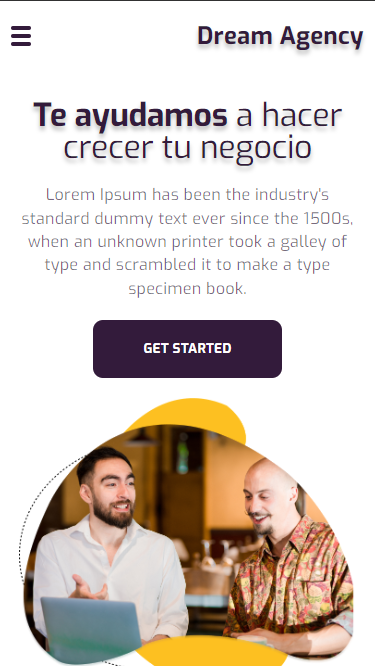 Dream Agency
Te ayudamos a hacer
crecer tu negocio
Lorem Ipsum has been the industry's
standard dummy text ever since the 1500s,
when an unknown printer took a galley of
type and scrambled it to make a type
specimen book.
GET STARTED